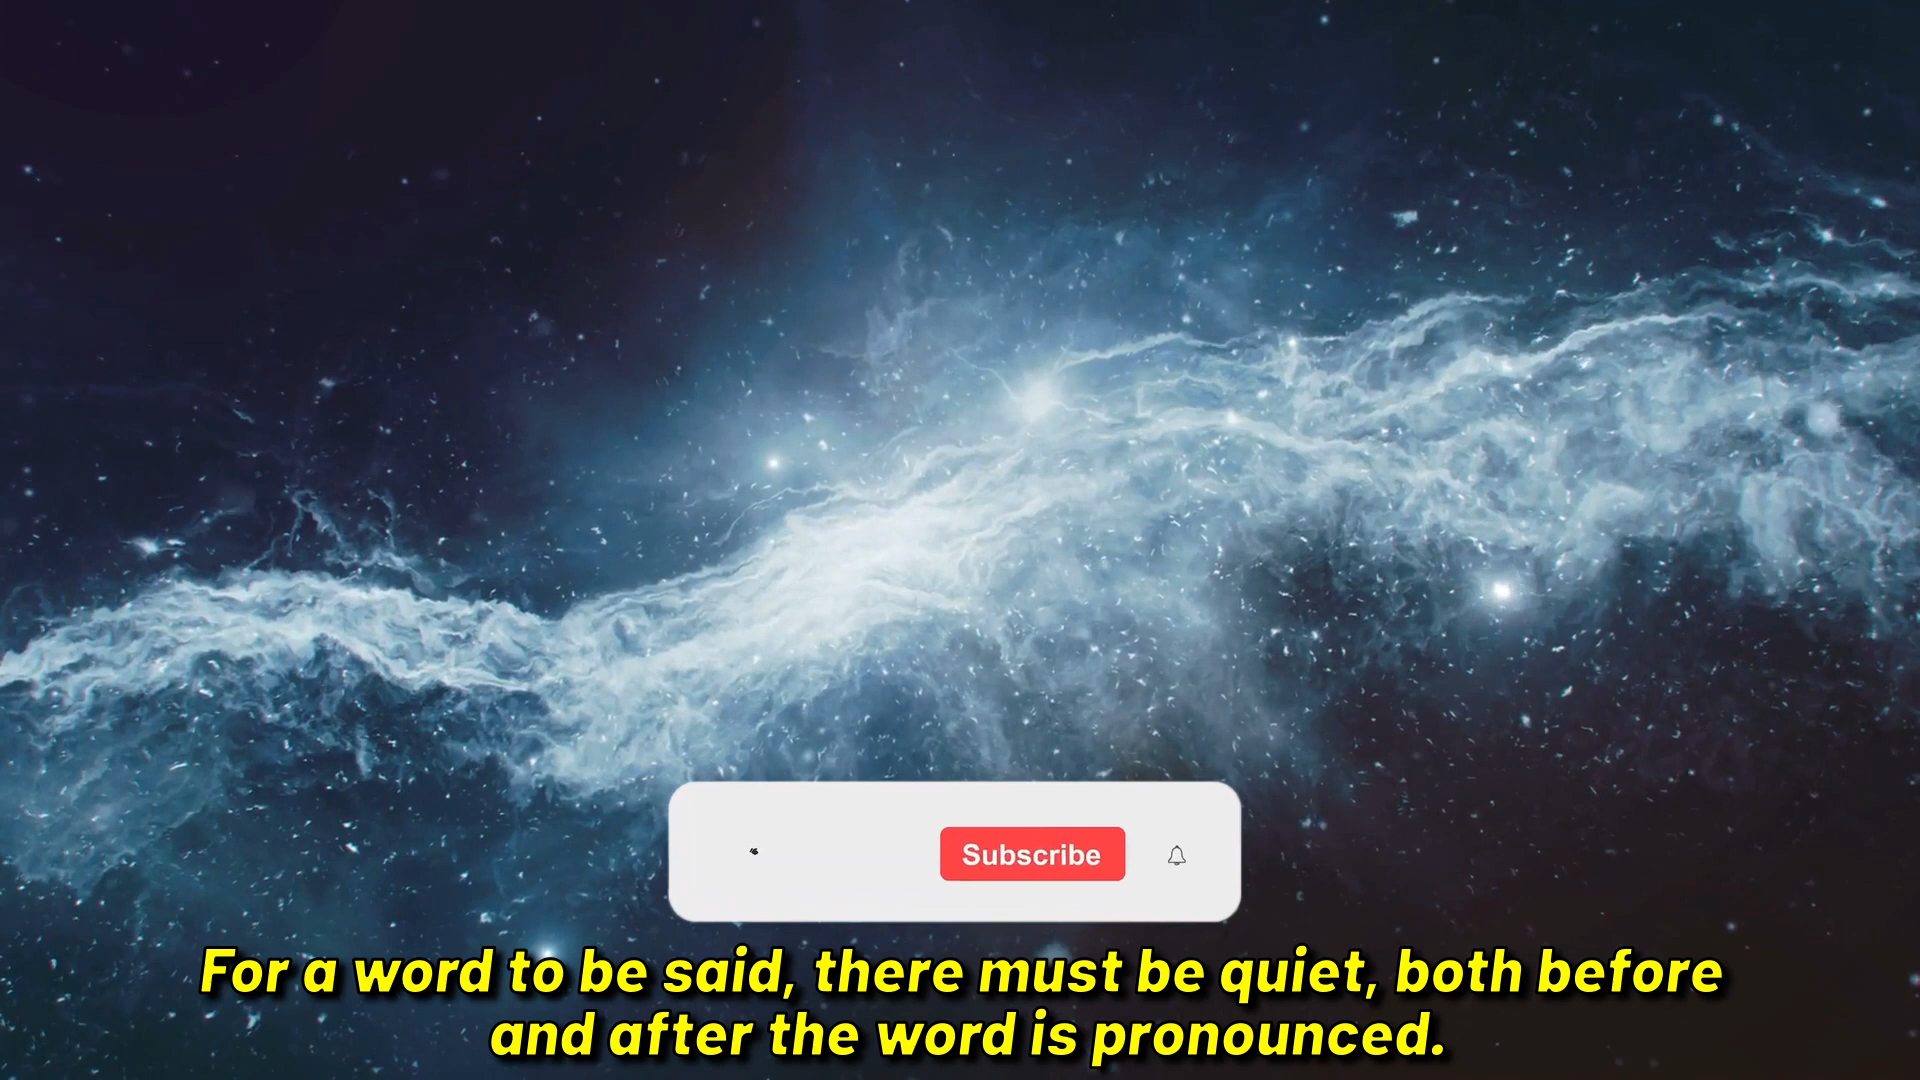 Subscribe
For a word to be said, there must be quiet, both before
and after the word is pronounced.